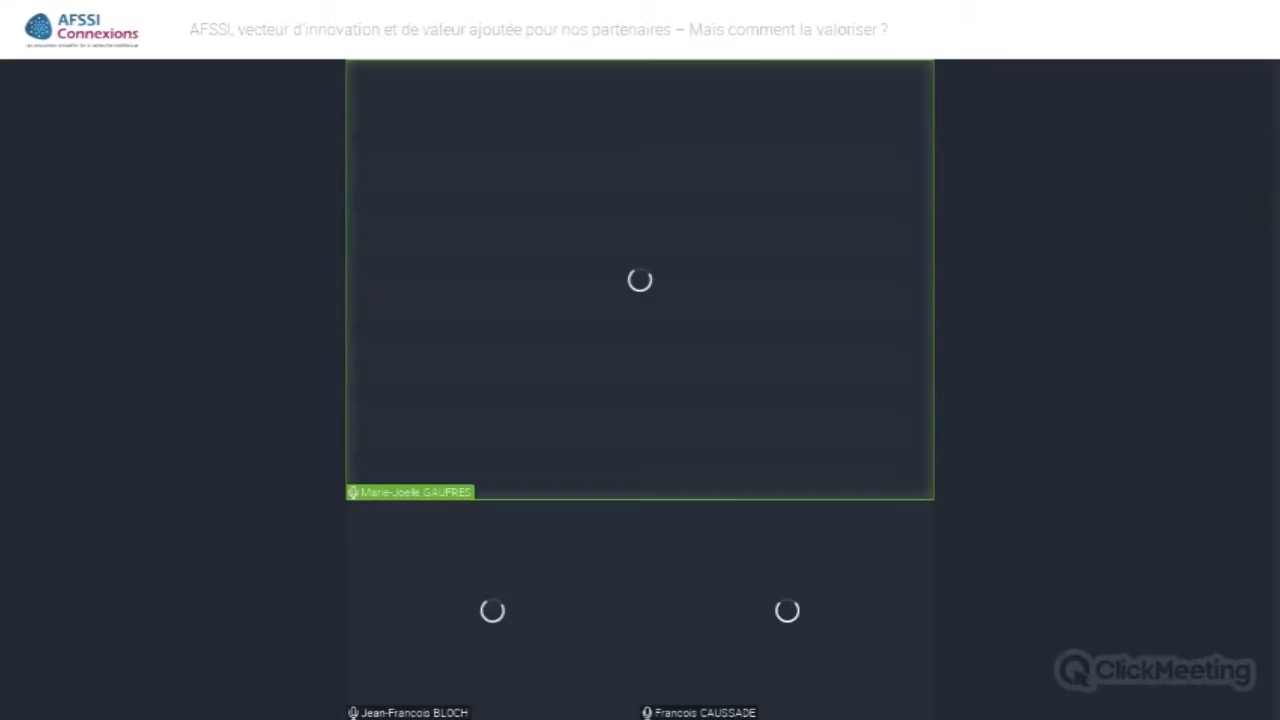 AFSSI
Connexions
AFSSI, vecteur d'innovation et de valeur ajoutée pour nos partenaires – Mais comment la valoriser ?
Marie-Joelle GAUFRES
Jean-Francois BLOCH
Francois CAUSSADE
ClickMeeting